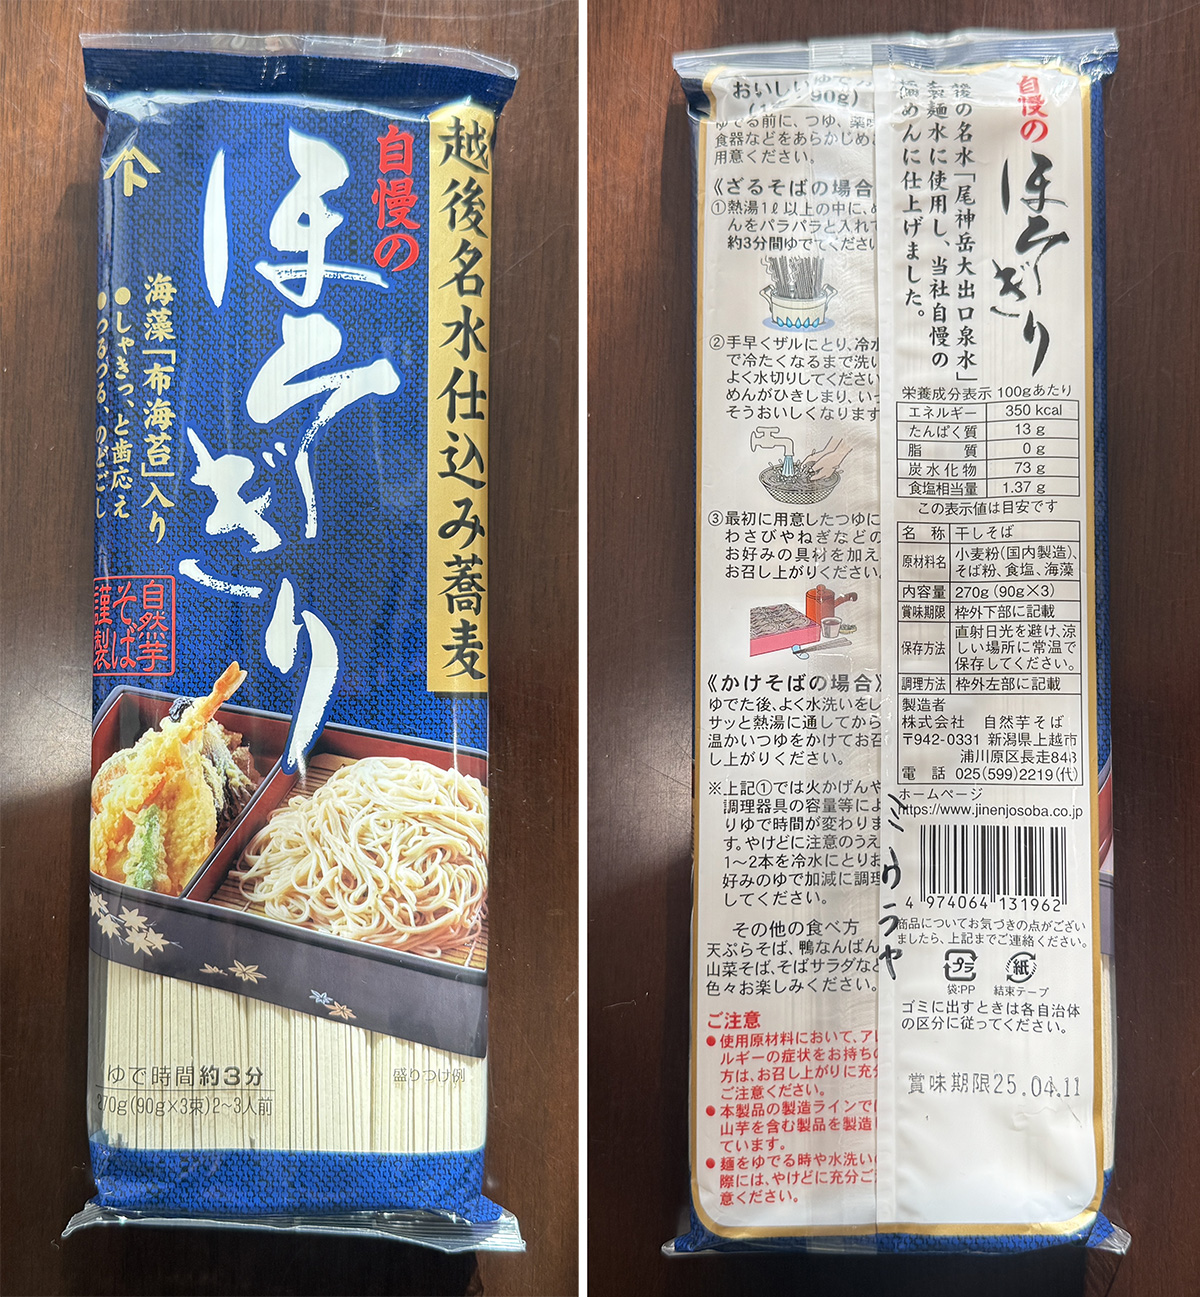 越後名水仕込み蕎麦
自慢の
ほそぎり
海藻「布海苔」入り
●しゃきっ、と歯応え
●つるつる、のどごし
自然芋
そば
謹製
ゆで時間約3分
270g(90g×3束)2~3人前
盛りつけ例
自慢の
ほそぎり
後の名水「尾神岳大出口泉水」
製麺水に使用し、当社自慢の
めんに仕上げました。
おいしいゆで
90g)
ゆでる前に、つゆ、薬味
食器などをあらかじめ
用意ください。
《ざるそばの場合
①熱湯1ℓ以上の中に、め
んをパラパラと入れて
約3分間ゆでてくださ
②手早くザルにとり、冷水
で冷たくなるまで洗い
よく水切りしてください
めんがひきしまり、いっ
そうおいしくなります
③最初に用意したつゆに
わさびやねぎなどの
お好みの具材を加え
お召し上がりください。
《かけそばの場合》
ゆでた後、よく水洗いをし
サッと熱湯に通してから
温かいつゆをかけてお召
し上がりください。
※上記①では火かげんや
調理器具の容量等によ
りゆで時間が変わりま
す。やけどに注意のうえ
1~2本を冷水にとりお
好みのゆで加減に調理
してください。
その他の食べ方
天ぷらそば、鴨なんばん
山菜そば、そばサラダなど
色々お楽しみください。
ご注意
●使用原材料において、アレ
ルギーの症状をお持ちの
方は、お召し上がりに充分
ご注意ください。
●本製品の製造ラインでは
山芋を含む製品を製造し
ています。
●麺をゆでる時や水洗いの
際には、やけどに充分ご注
意ください。
栄養成分表示 100gあたり
エネルギー 350 kcal
たんぱく質 13 g
脂質 0 g
炭水化物 73 g
食塩相当量 1.37 g
この表示値は目安です
名称 干しそば
原材料名 小麦粉(国内製造)、
そば粉、食塩、海藻
内容量 270g(90g×3)
賞味期限 枠外下部に記載
保存方法 直射日光を避け、涼
しい場所に常温で
保存してください。
調理方法 枠外左部に記載
製造者
株式会社 自然芋そば
〒942-0331 新潟県上越市
浦川原区長走843
電話 025(599)2219(代)
ホームページ
https://www.jinenjosoba.co.jp
4 974064 131962
商品についてお気づきの点がござい
ましたら、上記までご連絡ください。
プラ
袋:PP
紙
結束テープ
ゴミに出すときは各自治体
の区分に従ってください。
賞味期限25.04.11